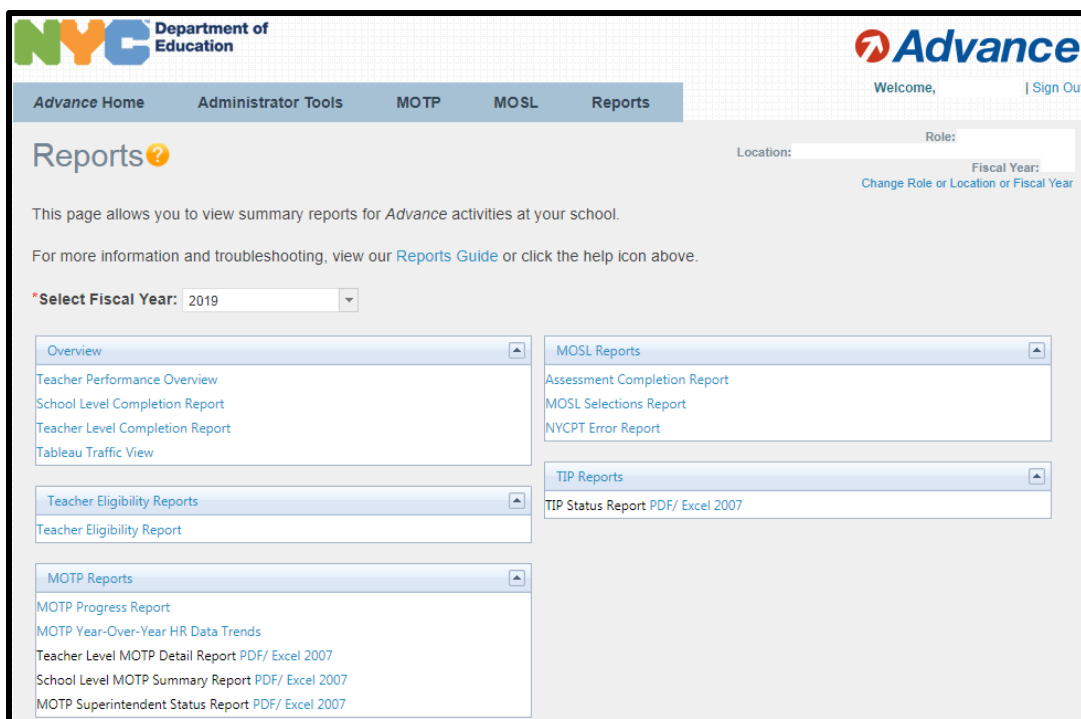 NYC Department of
Education
Advance
Welcome, | Sign Out
Advance Home Administrator Tools MOTP MOSL Reports
Role:
Reports ?
Location:
Fiscal Year:
Change Role or Location or Fiscal Year
This page allows you to view summary reports for Advance activities at your school.
For more information and troubleshooting, view our Reports Guide or click the help icon above.
*Select Fiscal Year: 2019
Overview
Teacher Performance Overview
School Level Completion Report
Teacher Level Completion Report
Tableau Traffic View
Teacher Eligibility Reports
Teacher Eligibility Report
MOTP Reports
MOTP Progress Report
MOTP Year-Over-Year HR Data Trends
Teacher Level MOTP Detail Report PDF/ Excel 2007
School Level MOTP Summary Report PDF/ Excel 2007
MOTP Superintendent Status Report PDF/ Excel 2007
MOSL Reports
Assessment Completion Report
MOSL Selections Report
NYCPT Error Report
TIP Reports
TIP Status Report PDF/ Excel 2007